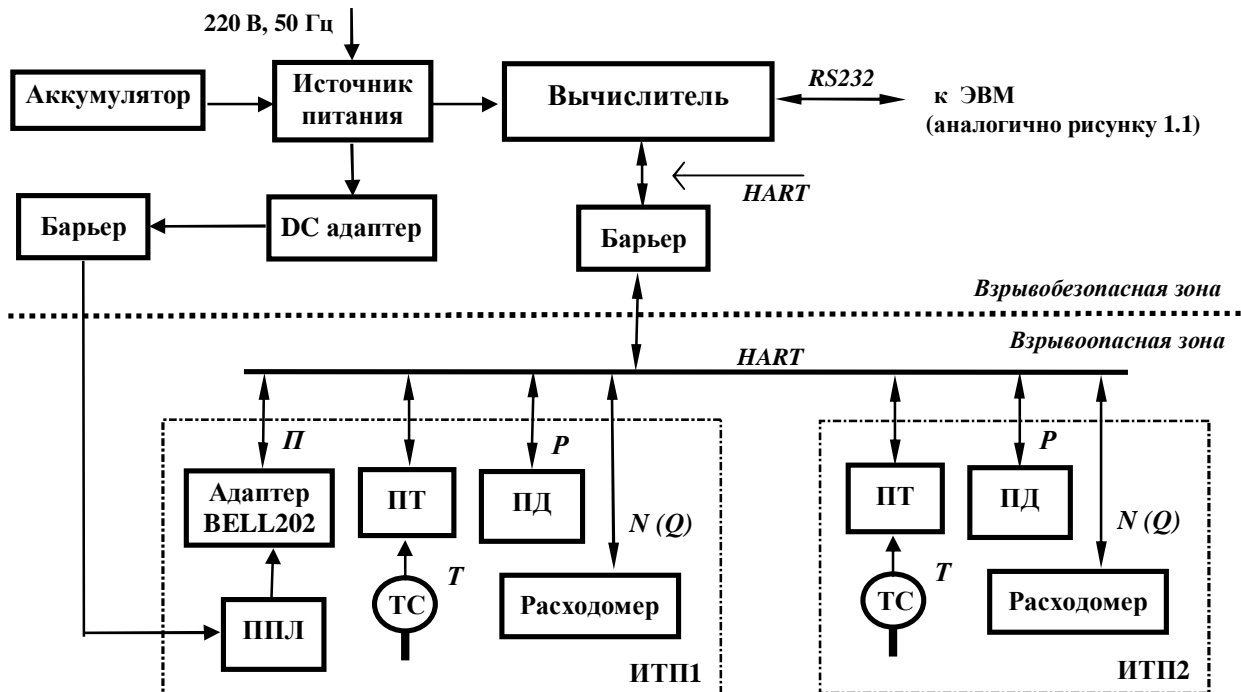 220 В, 50 Гц
Аккумулятор
Источник
питания
Вычислитель
RS232
к ЭВМ
(аналогично рисунку 1.1)
HART
Барьер
DC адаптер
Барьер
Взрывобезопасная зона
Взрывоопасная зона
HART
П
Р
Р
Адаптер
BELL202
ПТ
ПД
N (Q)
ПТ
ПД
N (Q)
Т
Т
ТС
Расходомер
ТС
Расходомер
ППЛ
ИТП1
ИТП2